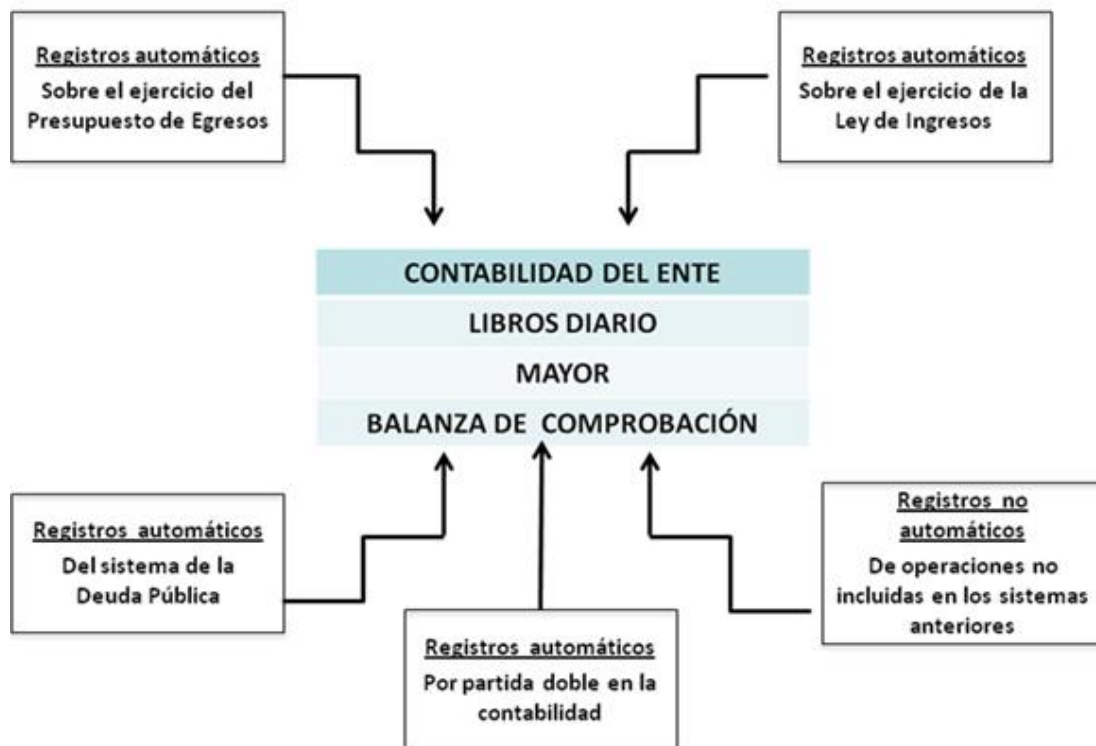 Registros automáticos
Sobre el ejercicio del
Presupuesto de Egresos
Registros automáticos
Sobre el ejercicio de la
Ley de Ingresos
CONTABILIDAD DEL ENTE
LIBROS DIARIO
MAYOR
BALANZA DE COMPROBACIÓN
Registros automáticos
Del sistema de la
Deuda Pública
Registros automáticos
Por partida doble en la
contabilidad
Registros no
automáticos
De operaciones no
incluidas en los sistemas
anteriores